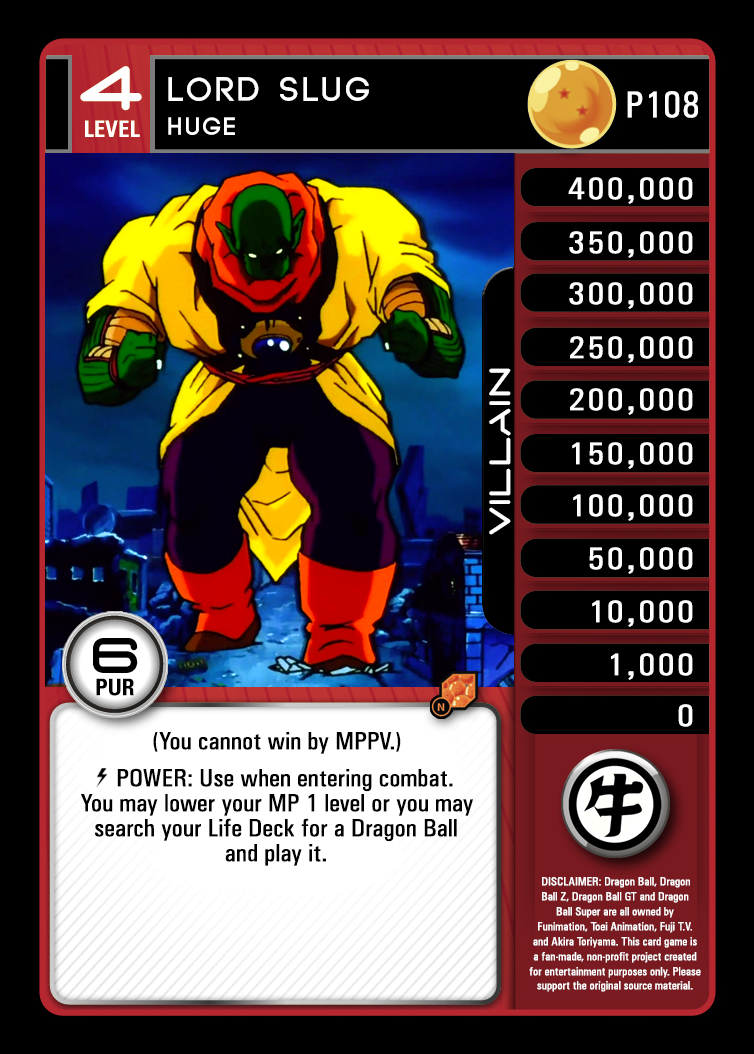 4
LEVEL
LORD SLUG
HUGE
P108
400,000
350,000
300,000
250,000
200,000
150,000
100,000
50,000
10,000
1,000
0
VILLAIN
6
PUR
N
(You cannot win by MPPV.)
POWER: Use when entering combat.
You may lower your MP 1 level or you may
search your Life Deck for a Dragon Ball
and play it.
牛
DISCLAIMER: Dragon Ball, Dragon
Ball Z, Dragon Ball GT and Dragon
Ball Super are all owned by
Funimation, Toei Animation, Fuji T.V.
and Akira Toriyama. This card game is
a fan-made, non-profit project created
for entertainment purposes only. Please
support the original source material.